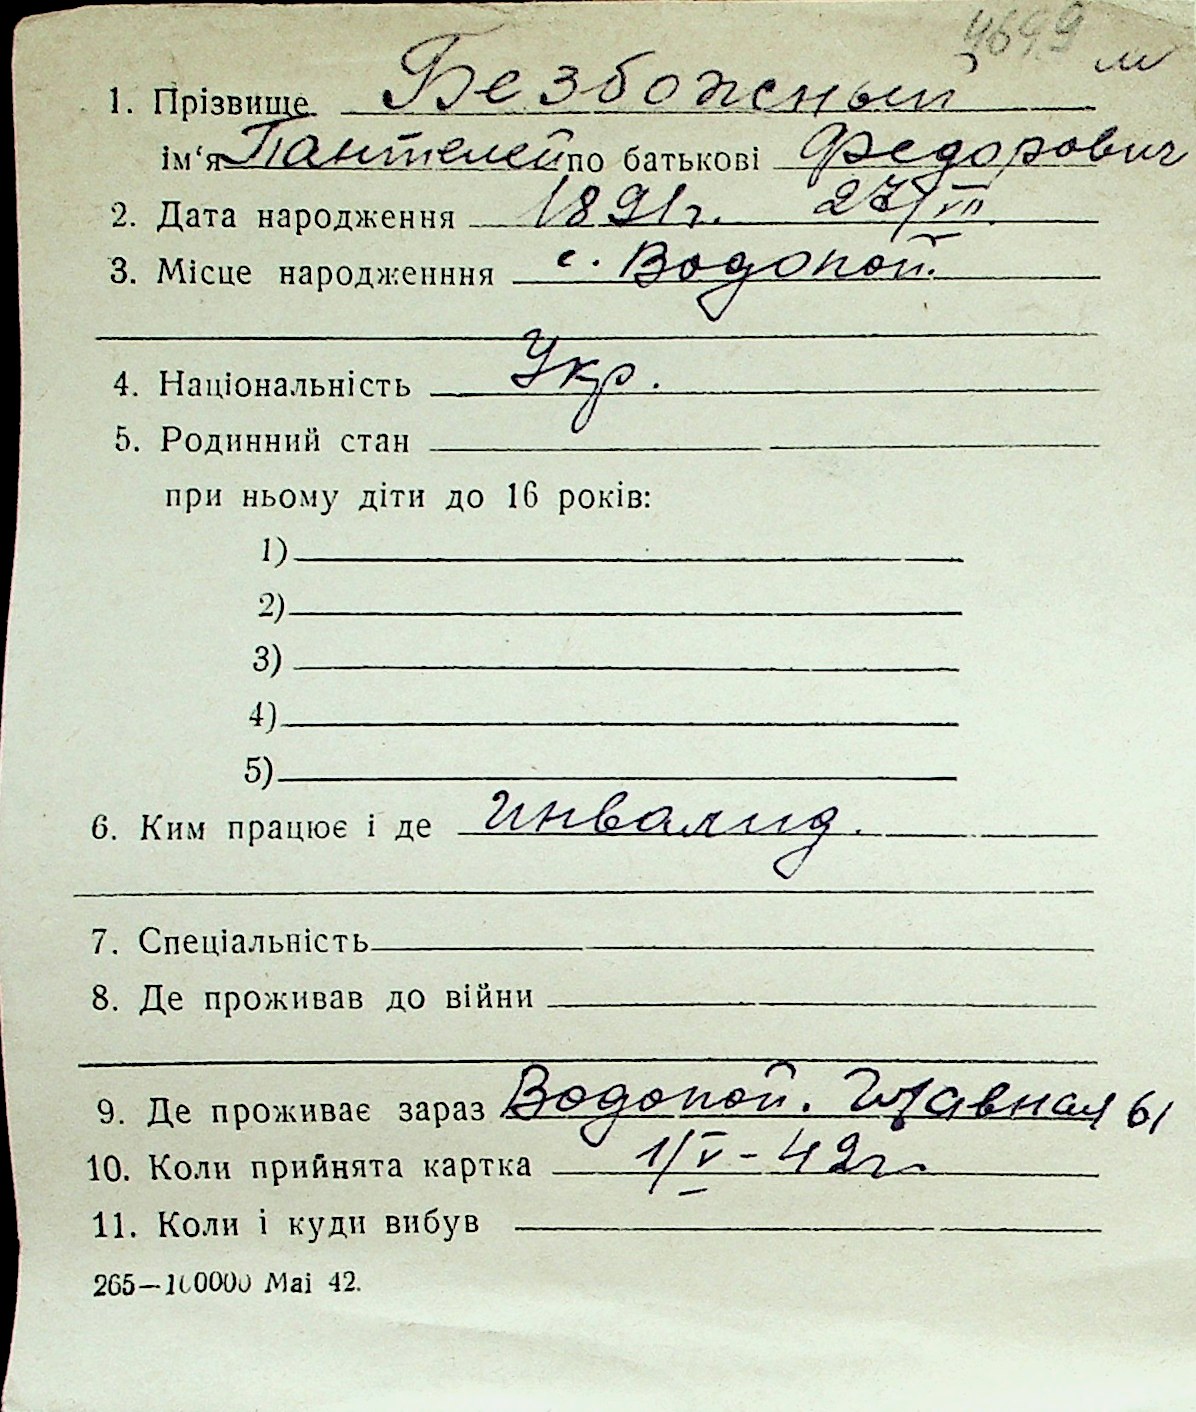 4649 м
1. Прізвище Безбожный
ім‘я Пантелей по батькові Федорович
2. Дата народження 1891г. 27/VII
3. Місце народженння с. Водопой.
4. Національність Укр.
5. Родинний стан
при ньому діти до 16 років:
1)
2)
3)
4)
5)
6. Ким працює і де инвалид.
7. Спеціальність
8. Де проживав до війни
9. Де проживає зараз Водопой. Главная 61
10. Коли прийнята картка 1/V-42г.
11. Коли і куди вибув
265—100000 Маі 42.